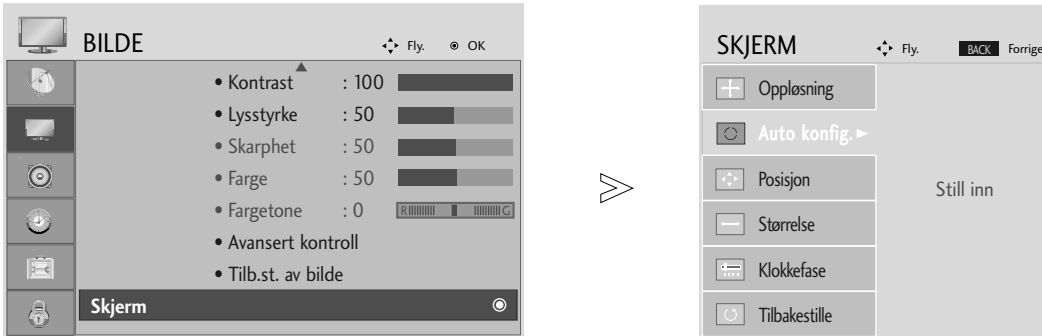 BILDE Fly. OK
• Kontrast : 100
• Lysstyrke : 50
• Skarphet : 50
• Farge : 50
• Fargetone : 0 R G
• Avansert kontroll
• Tilb.st. av bilde
Skjerm
SKJERM Fly. BACK Forrige
Oppløsning
Auto konfig. ►
Posisjon
Størrelse
Klokkefase
Tilbakestille
Still inn